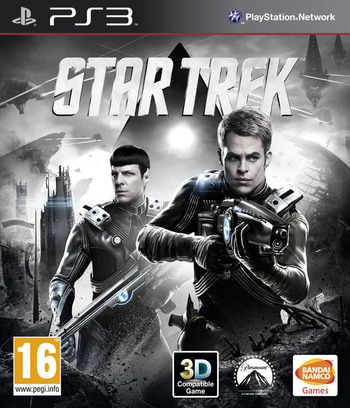 PS3
PlayStation®Network
STAR TREK
16
www.pegi.info
3D
Compatible
Game
Paramount
BANDAI
NAMCO
Games